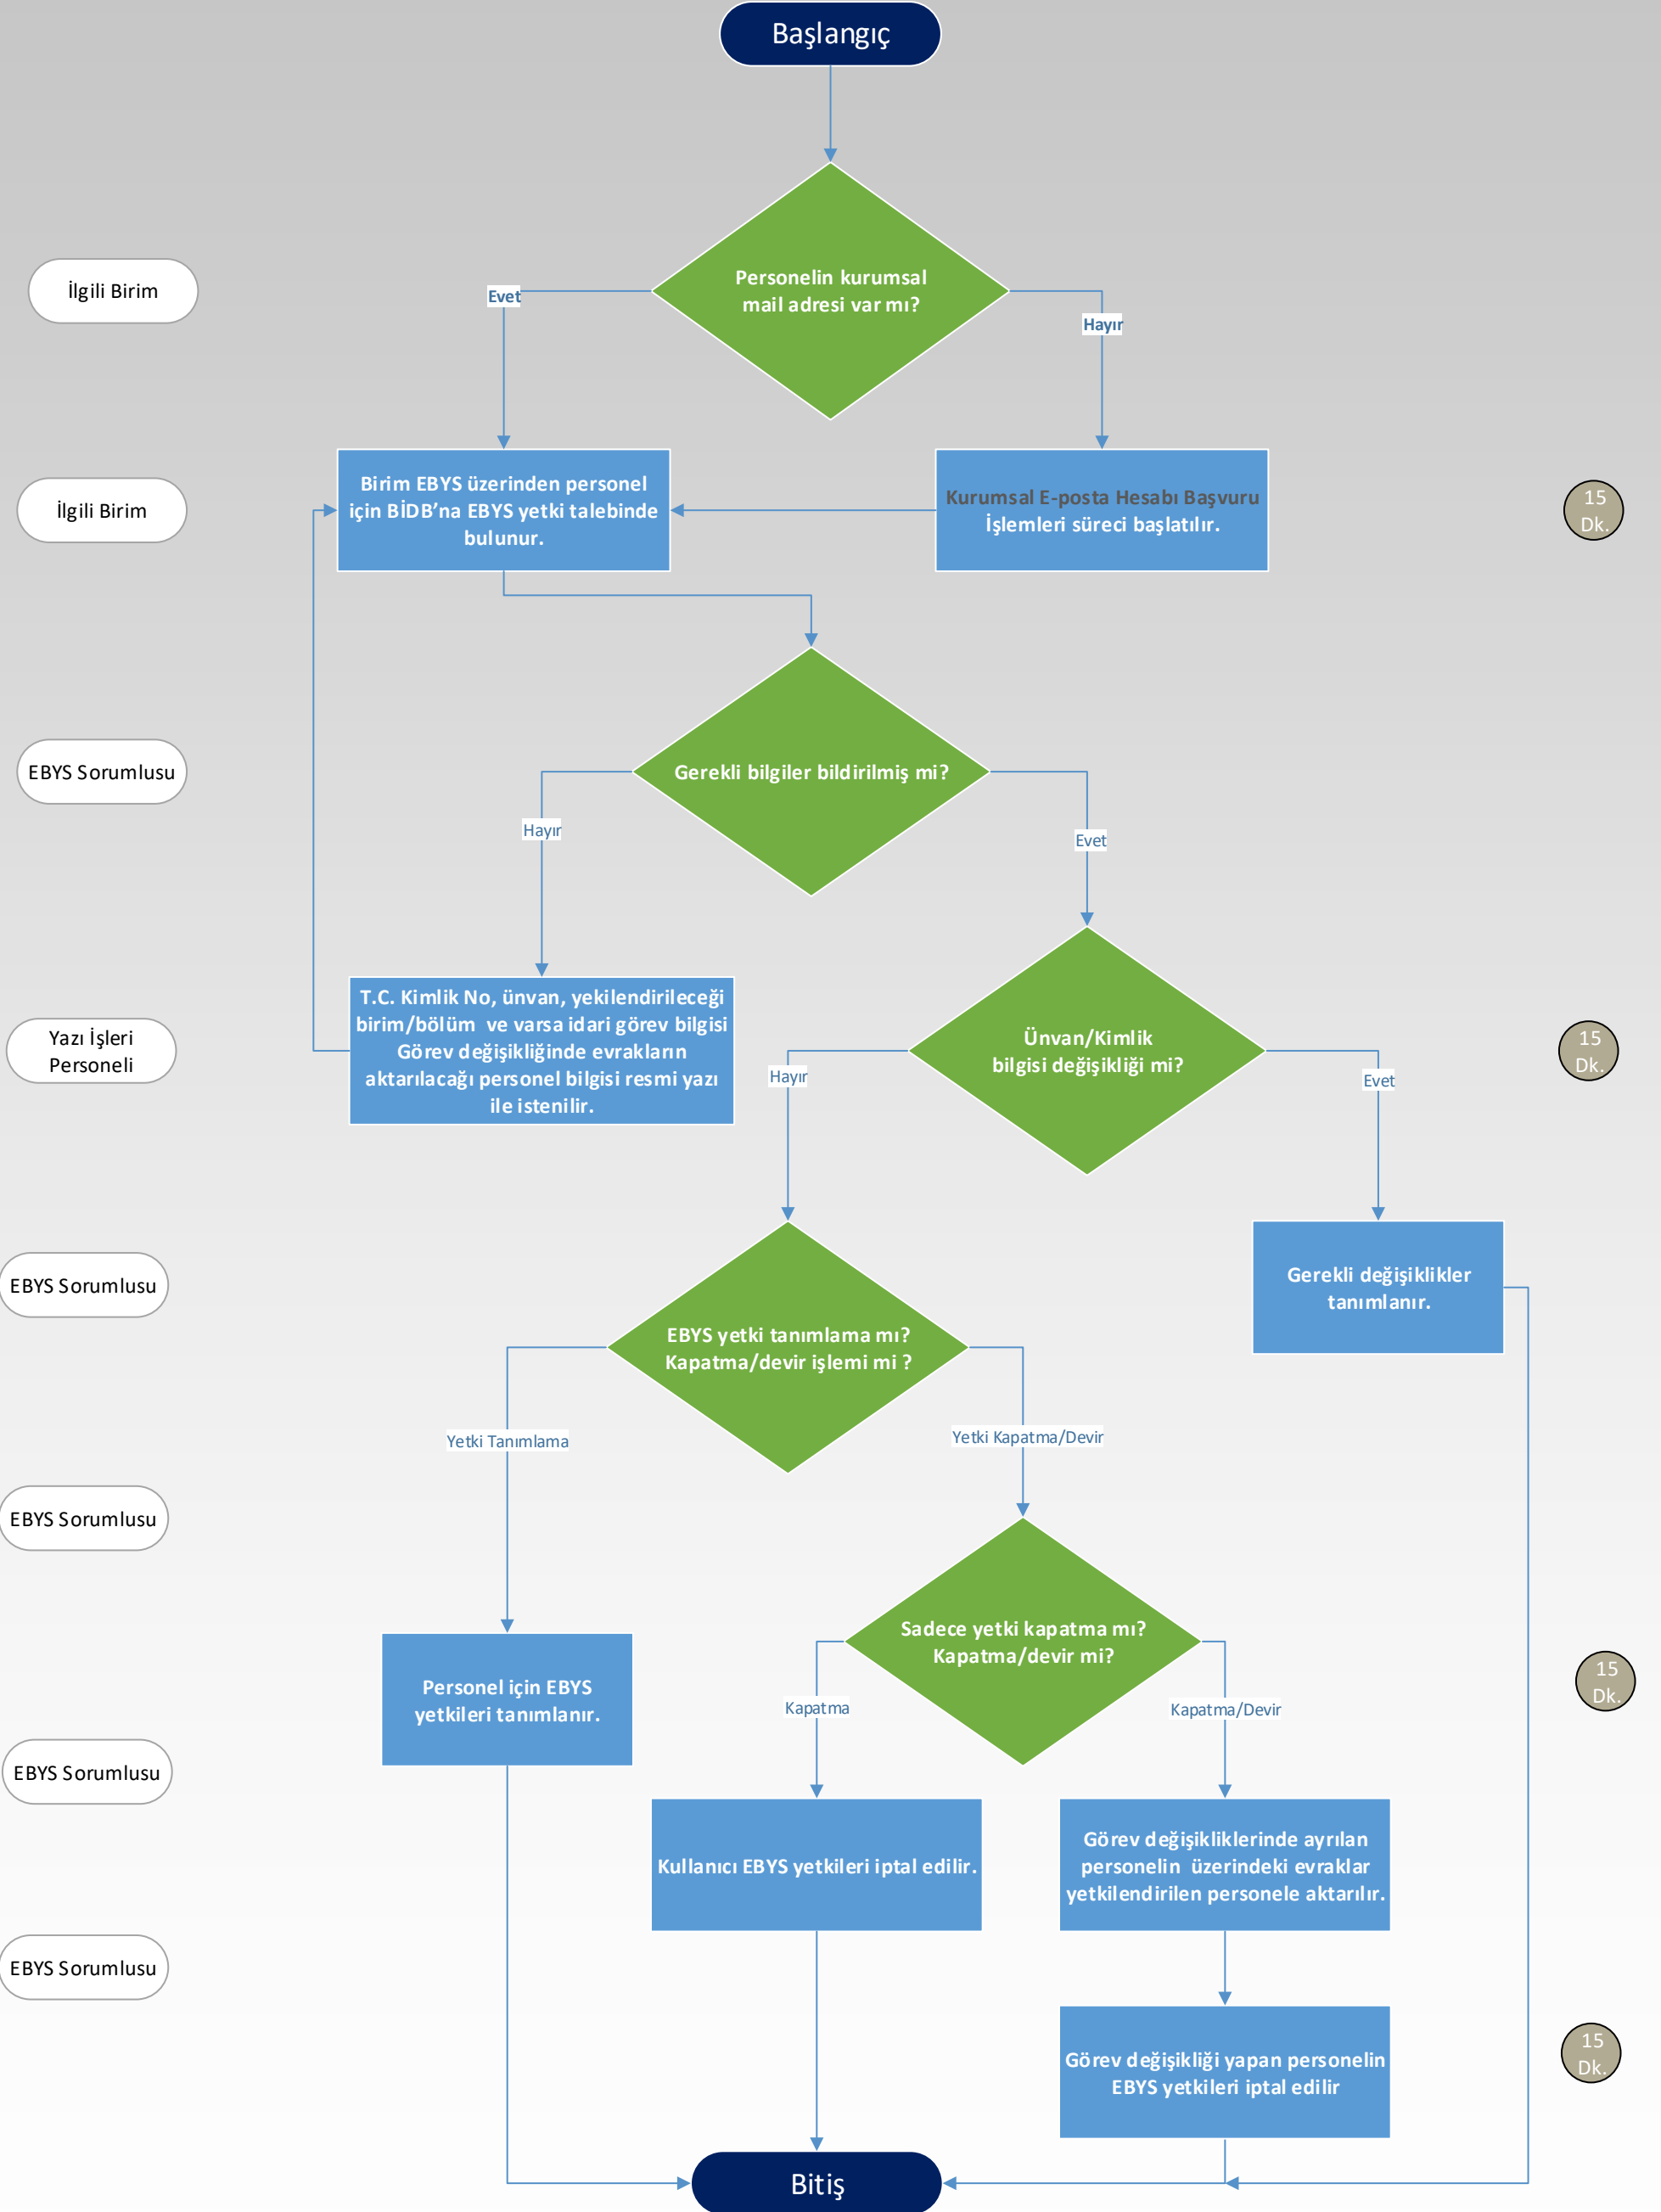 Başlangıç
Personelin kurumsal
mail adresi var mı?
İlgili Birim
Evet
Hayır
Birim EBYS üzerinden personel
için BİDB’na EBYS yetki talebinde
bulunur.
Kurumsal E-posta Hesabı Başvuru
İşlemleri süreci başlatılır.
İlgili Birim
15
Dk.
EBYS Sorumlusu
Gerekli bilgiler bildirilmiş mi?
Hayır
Evet
T.C. Kimlik No, ünvan, yekilendirileceği
birim/bölüm ve varsa idari görev bilgisi
Görev değişikliğinde evrakların
aktarılacağı personel bilgisi resmi yazı
ile istenilir.
Yazı İşleri
Personeli
Ünvan/Kimlik
bilgisi değişikliği mi?
15
Dk.
Hayır
Evet
EBYS Sorumlusu
Gerekli değişiklikler
tanımlanır.
EBYS yetki tanımlama mı?
Kapatma/devir işlemi mi ?
Yetki Tanımlama
Yetki Kapatma/Devir
EBYS Sorumlusu
Sadece yetki kapatma mı?
Kapatma/devir mi?
15
Dk.
Personel için EBYS
yetkileri tanımlanır.
Kapatma
Kapatma/Devir
EBYS Sorumlusu
Kullanıcı EBYS yetkileri iptal edilir.
Görev değişikliklerinde ayrılan
personelin üzerindeki evraklar
yetkilendirilen personele aktarılır.
EBYS Sorumlusu
Görev değişikliği yapan personelin
EBYS yetkileri iptal edilir
15
Dk.
Bitiş